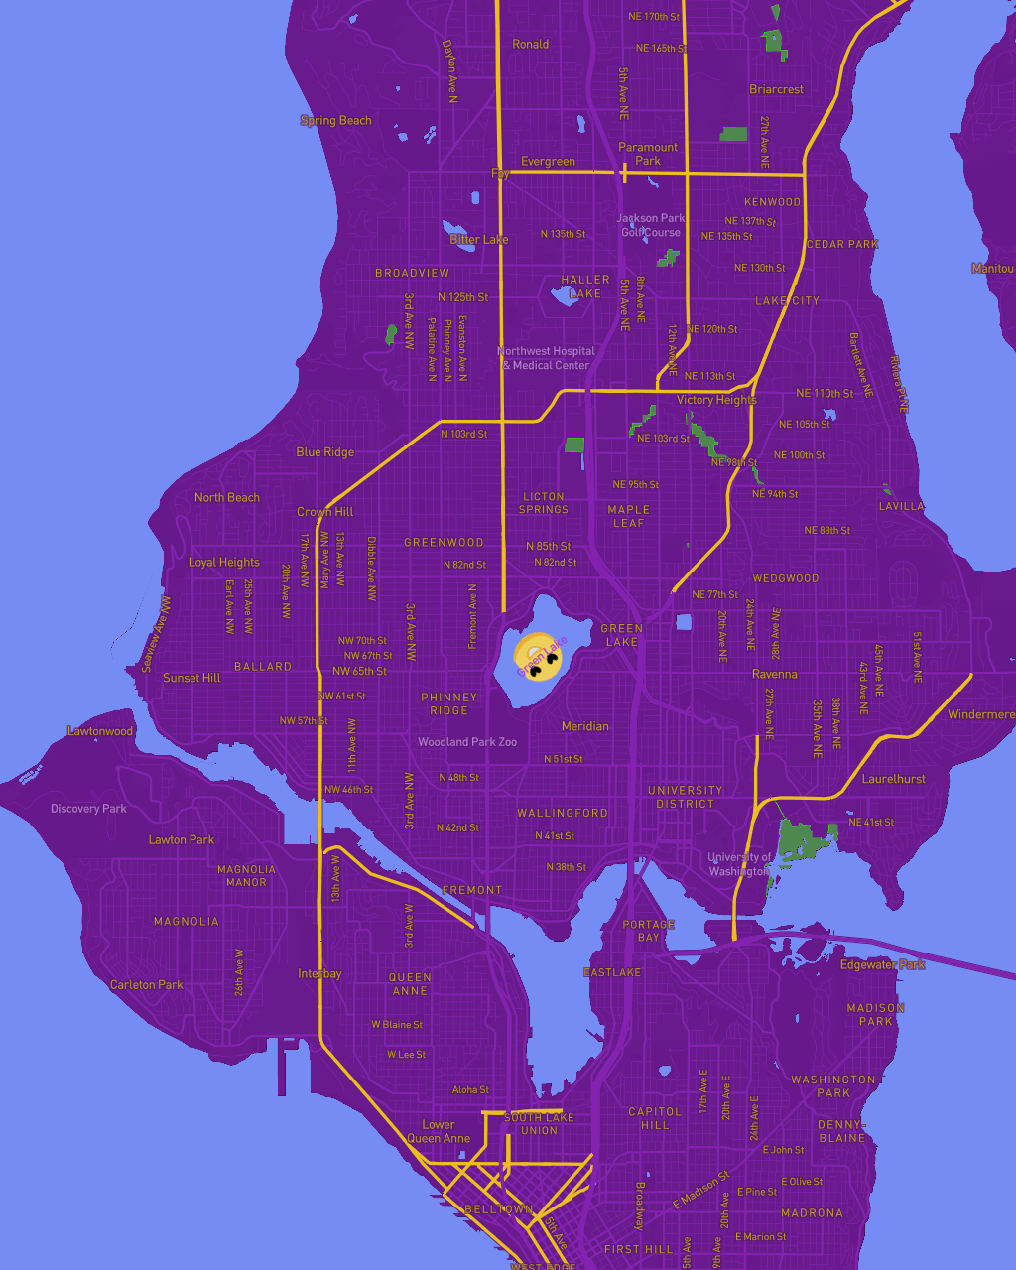 NE 170th St
Ronald
Dayton Ave N
NE 165th St
5th Ave NE
Briarcrest
Spring Beach
27th Ave NE
Paramount
Park
Evergreen
Foy
KENWOOD
Jackson Park
Golf Course
NE 137th St
N 135th St
NE 135th St
Bitter Lake
CEDAR PARK
NE 130th St
Manitou
BROADVIEW
HALLER
LAKE
8th Ave NE
5th Ave NE
N 125th St
LAKE CITY
3rd Ave NW
Palatine Ave N
Phinney Ave N
Evanston Ave N
12th Ave NE
NE 120th St
Bartlett Ave NE
Riviera Pl NE
Northwest Hospital
& Medical Center
NE 113th St
NE 110th St
Victory Heights
NE 105th St
N 103rd St
NE 103rd St
Blue Ridge
NE 100th St
NE 98th St
NE 95th St
NE 94th St
North Beach
LICTON
SPRINGS
MAPLE
LEAF
LAVILLA
Crown Hill
NE 88th St
17th Ave NW
Mary Ave NW
13th Ave NW
Dibble Ave NW
GREENWOOD
N 85th St
Loyal Heights
N 82nd St
N 82nd St
20th Ave NW
WEDGWOOD
Earl Ave NW
25th Ave NW
NE 77th St
Fremont Ave N
3rd Ave NW
Seaview Ave NW
20th Ave NE
24th Ave NE
28th Ave NE
GREEN
LAKE
Green Lake
NW 70th St
NW 67th St
51st Ave NE
45th Ave NE
BALLARD
NW 65th St
Sunset Hill
Ravenna
43rd Ave NE
NW 61st St
PHINNEY
RIDGE
27th Ave NE
35th Ave NE
38th Ave NE
Windermere
NW 57th St
Lawtonwood
Meridian
11th Ave NW
Woodland Park Zoo
N 51st St
N 48th St
Laurelhurst
NW 46th St
UNIVERSITY
DISTRICT
Discovery Park
3rd Ave NW
WALLINGFORD
N 42nd St
NE 41st St
Lawton Park
N 41st St
University of
Washington
N 38th St
MAGNOLIA
MANOR
13th Ave W
FREMONT
MAGNOLIA
3rd Ave W
PORTAGE
BAY
Edgewater Park
Interbay
26th Ave W
QUEEN
ANNE
EASTLAKE
Carleton Park
MADISON
PARK
W Blaine St
W Lee St
WASHINGTON
PARK
Aloha St
17th Ave E
20th Ave E
24th Ave E
CAPITOL
HILL
SOUTH LAKE
UNION
Lower
Queen Anne
DENNY-
BLAINE
E John St
E Madison St
E Olive St
E Pine St
BELLTOWN
Broadway
20th Ave
MADRONA
5th Ave
E Marion St
FIRST HILL
5th Ave
9th Ave
WEST EDGE